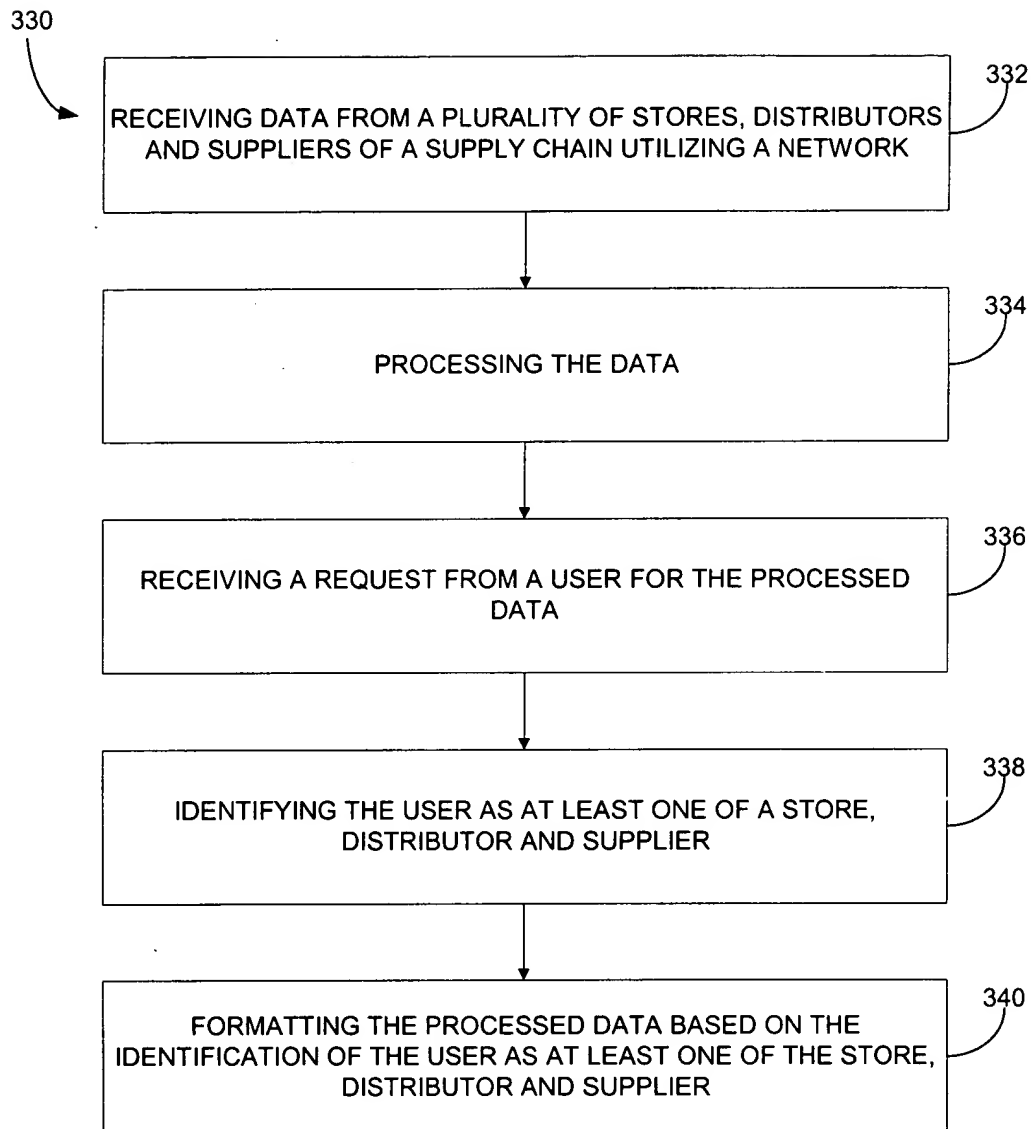 330
332
RECEIVING DATA FROM A PLURALITY OF STORES, DISTRIBUTORS
AND SUPPLIERS OF A SUPPLY CHAIN UTILIZING A NETWORK
334
PROCESSING THE DATA
336
RECEIVING A REQUEST FROM A USER FOR THE PROCESSED
DATA
338
IDENTIFYING THE USER AS AT LEAST ONE OF A STORE,
DISTRIBUTOR AND SUPPLIER
340
FORMATTING THE PROCESSED DATA BASED ON THE
IDENTIFICATION OF THE USER AS AT LEAST ONE OF THE STORE,
DISTRIBUTOR AND SUPPLIER